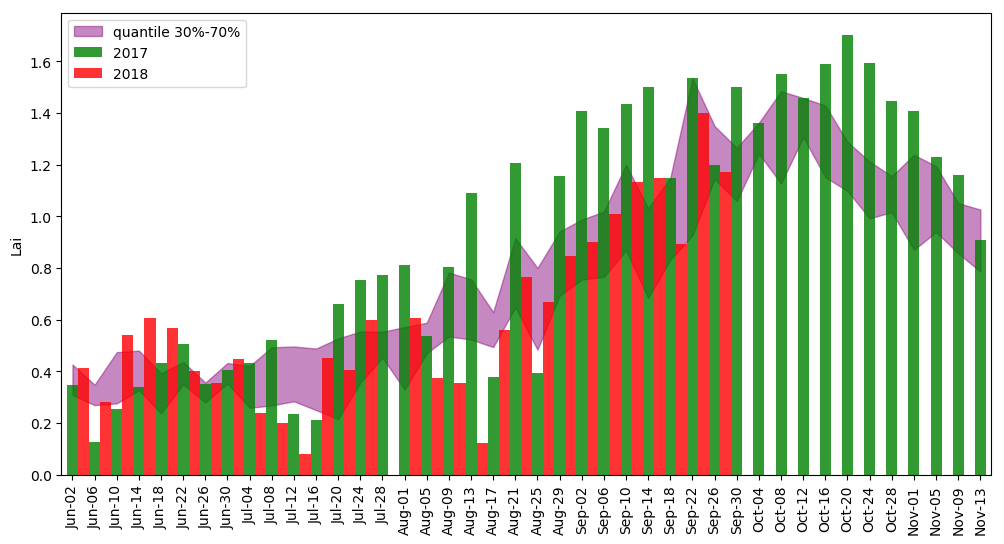 quantile 30%-70%
2017
2018
Lai
1.6
1.4
1.2
1.0
0.8
0.6
0.4
0.2
0.0
Jun-02
Jun-06
Jun-10
Jun-14
Jun-18
Jun-22
Jun-26
Jun-30
Jul-04
Jul-08
Jul-12
Jul-16
Jul-20
Jul-24
Jul-28
Aug-01
Aug-05
Aug-09
Aug-13
Aug-17
Aug-21
Aug-25
Aug-29
Sep-02
Sep-06
Sep-10
Sep-14
Sep-18
Sep-22
Sep-26
Sep-30
Oct-04
Oct-08
Oct-12
Oct-16
Oct-20
Oct-24
Oct-28
Nov-01
Nov-05
Nov-09
Nov-13